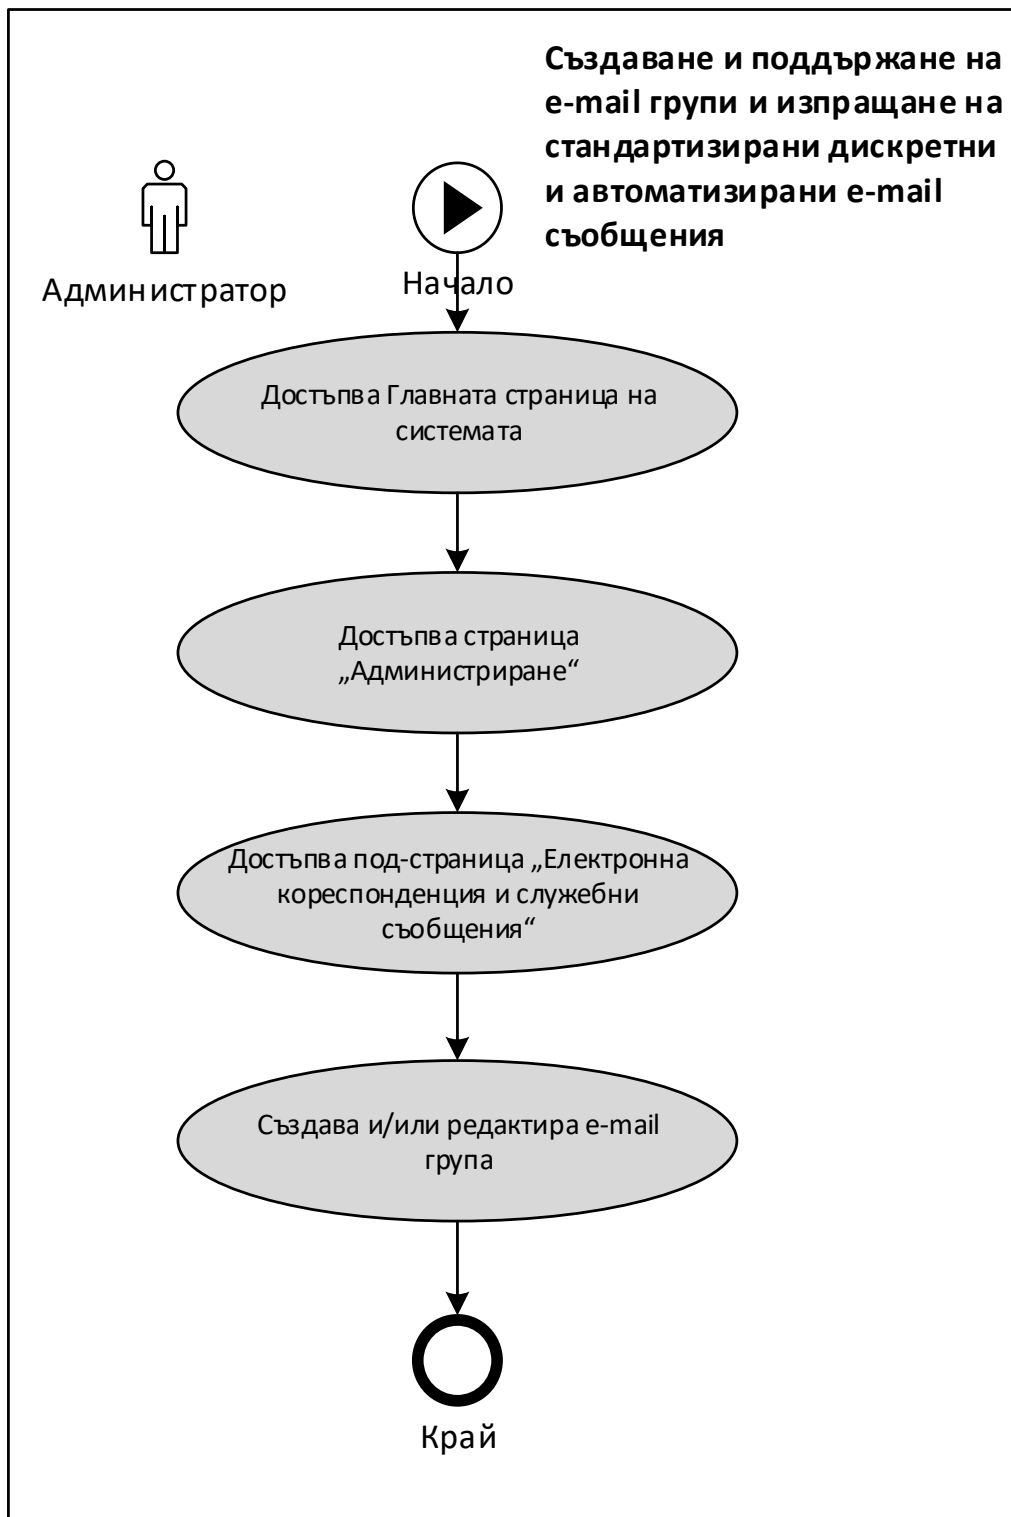 Създаване и поддържане на
e-mail групи и изпращане на
стандартизирани дискретни
и автоматизирани e-mail
съобщения
Администратор
Начало
Достъпва Главната страница на
системата
Достъпва страница
„Администриране“
Достъпва под-страница „Електронна
кореспонденция и служебни
съобщения“
Създава и/или редактира e-mail
група
Край